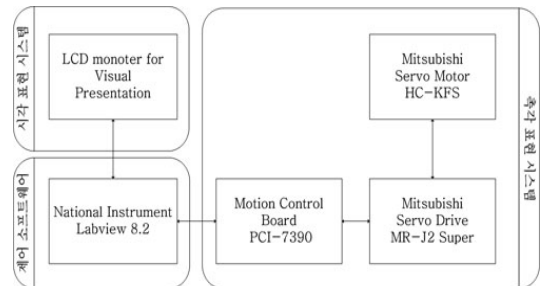 시각 표현 시스템
LCD monoter for
Visual
Presentation
제어 소프트웨어
National Instrument
Labview 8.2
Motion Control
Board
PCI-7390
Mitsubishi
Servo Motor
HC-KFS
Mitsubishi
Servo Drive
MR-J2 Super
촉각 표현 시스템